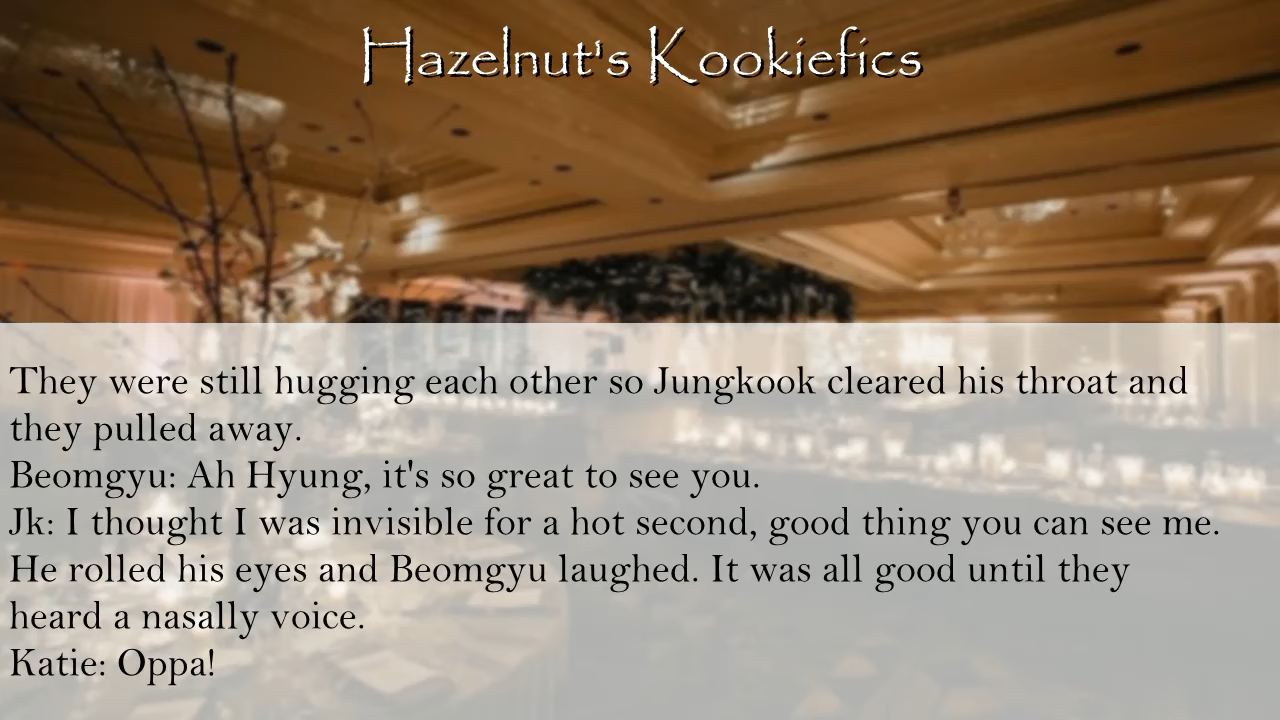 Hazelnut's Kookiefics
They were still hugging each other so Jungkook cleared his throat and
they pulled away.
Beomgyu: Ah Hyung, it's so great to see you.
Jk: I thought I was invisible for a hot second, good thing you can see me.
He rolled his eyes and Beomgyu laughed. It was all good until they
heard a nasally voice.
Katie: Oppa!